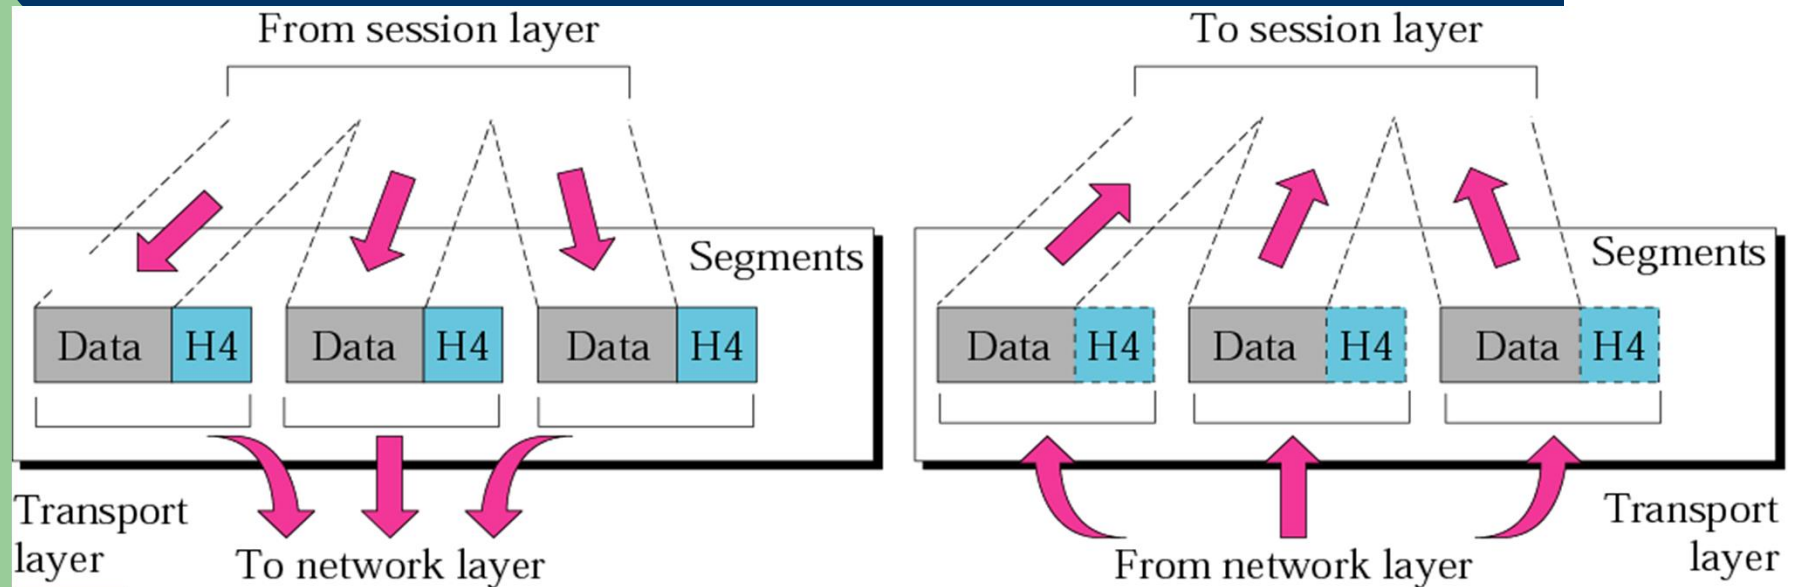 From session layer
Segments
Data H4 Data H4 Data H4
Transport
layer
To network layer
To session layer
Segments
Data H4 Data H4 Data H4
From network layer
Transport
layer